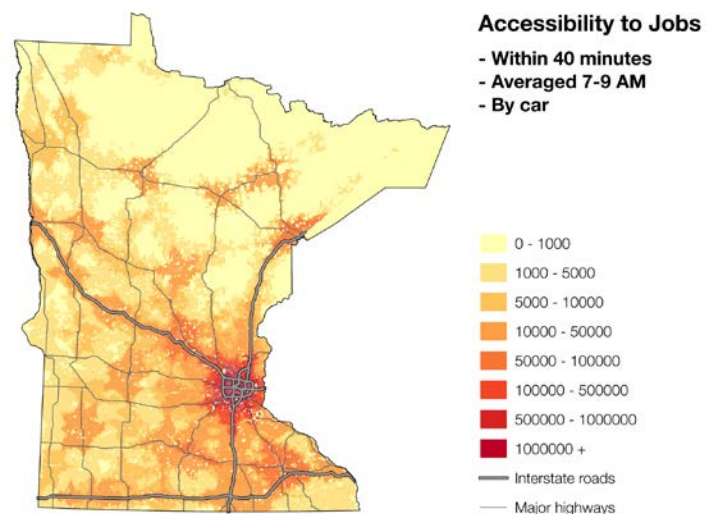 Accessibility to Jobs
- Within 40 minutes
- Averaged 7-9 AM
- By car
0 - 1000
1000 - 5000
5000 - 10000
10000 - 50000
50000 - 100000
100000 - 500000
500000 - 1000000
1000000 +
Interstate roads
Major highways